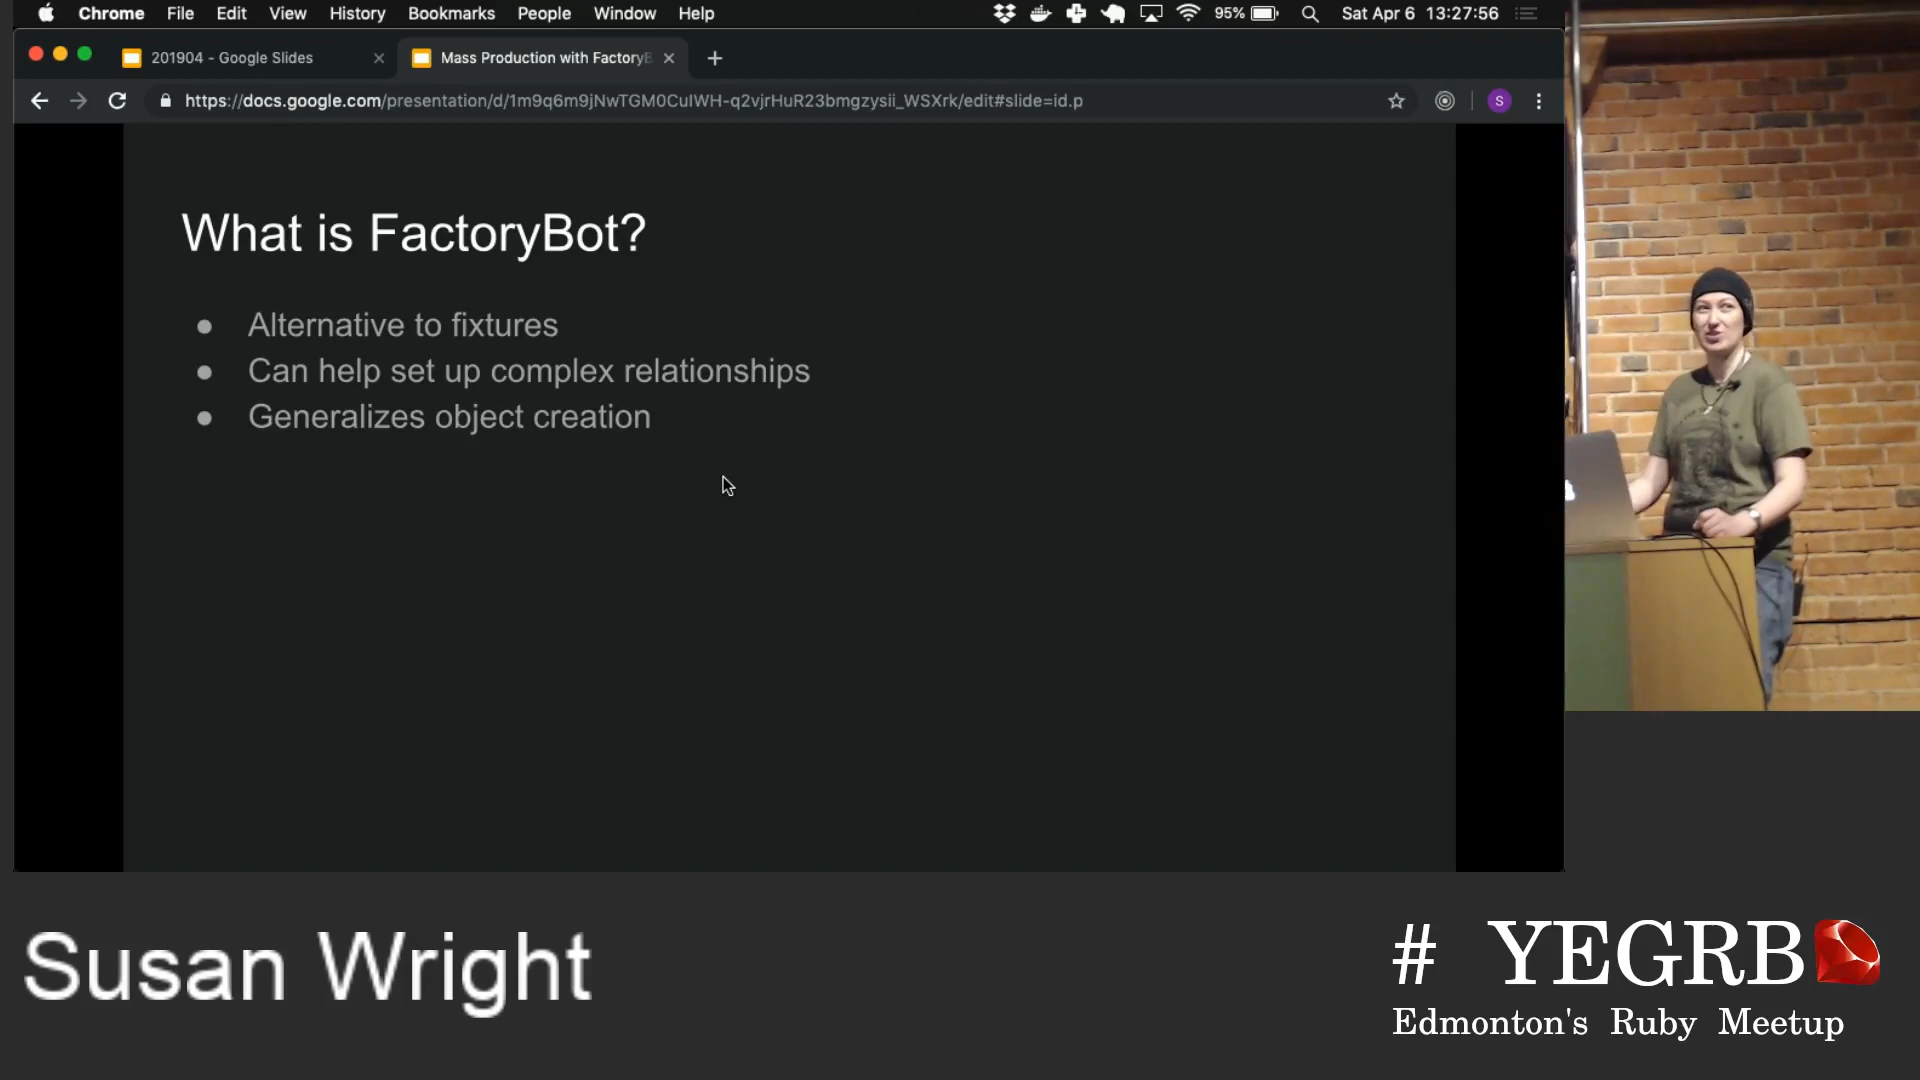 Chrome File Edit View History Bookmarks People Window Help 95% Sat Apr 6 13:27:56
201904 - Google Slides Mass Production with FactoryB
https://docs.google.com/presentation/d/1m9q6m9jNwTGM0CuIWH-q2vjrHuR23bmgzysii_WSXrk/edit#slide=id.p S
What is FactoryBot?
● Alternative to fixtures
● Can help set up complex relationships
● Generalizes object creation
Susan Wright
# YEGRB
Edmonton's Ruby Meetup